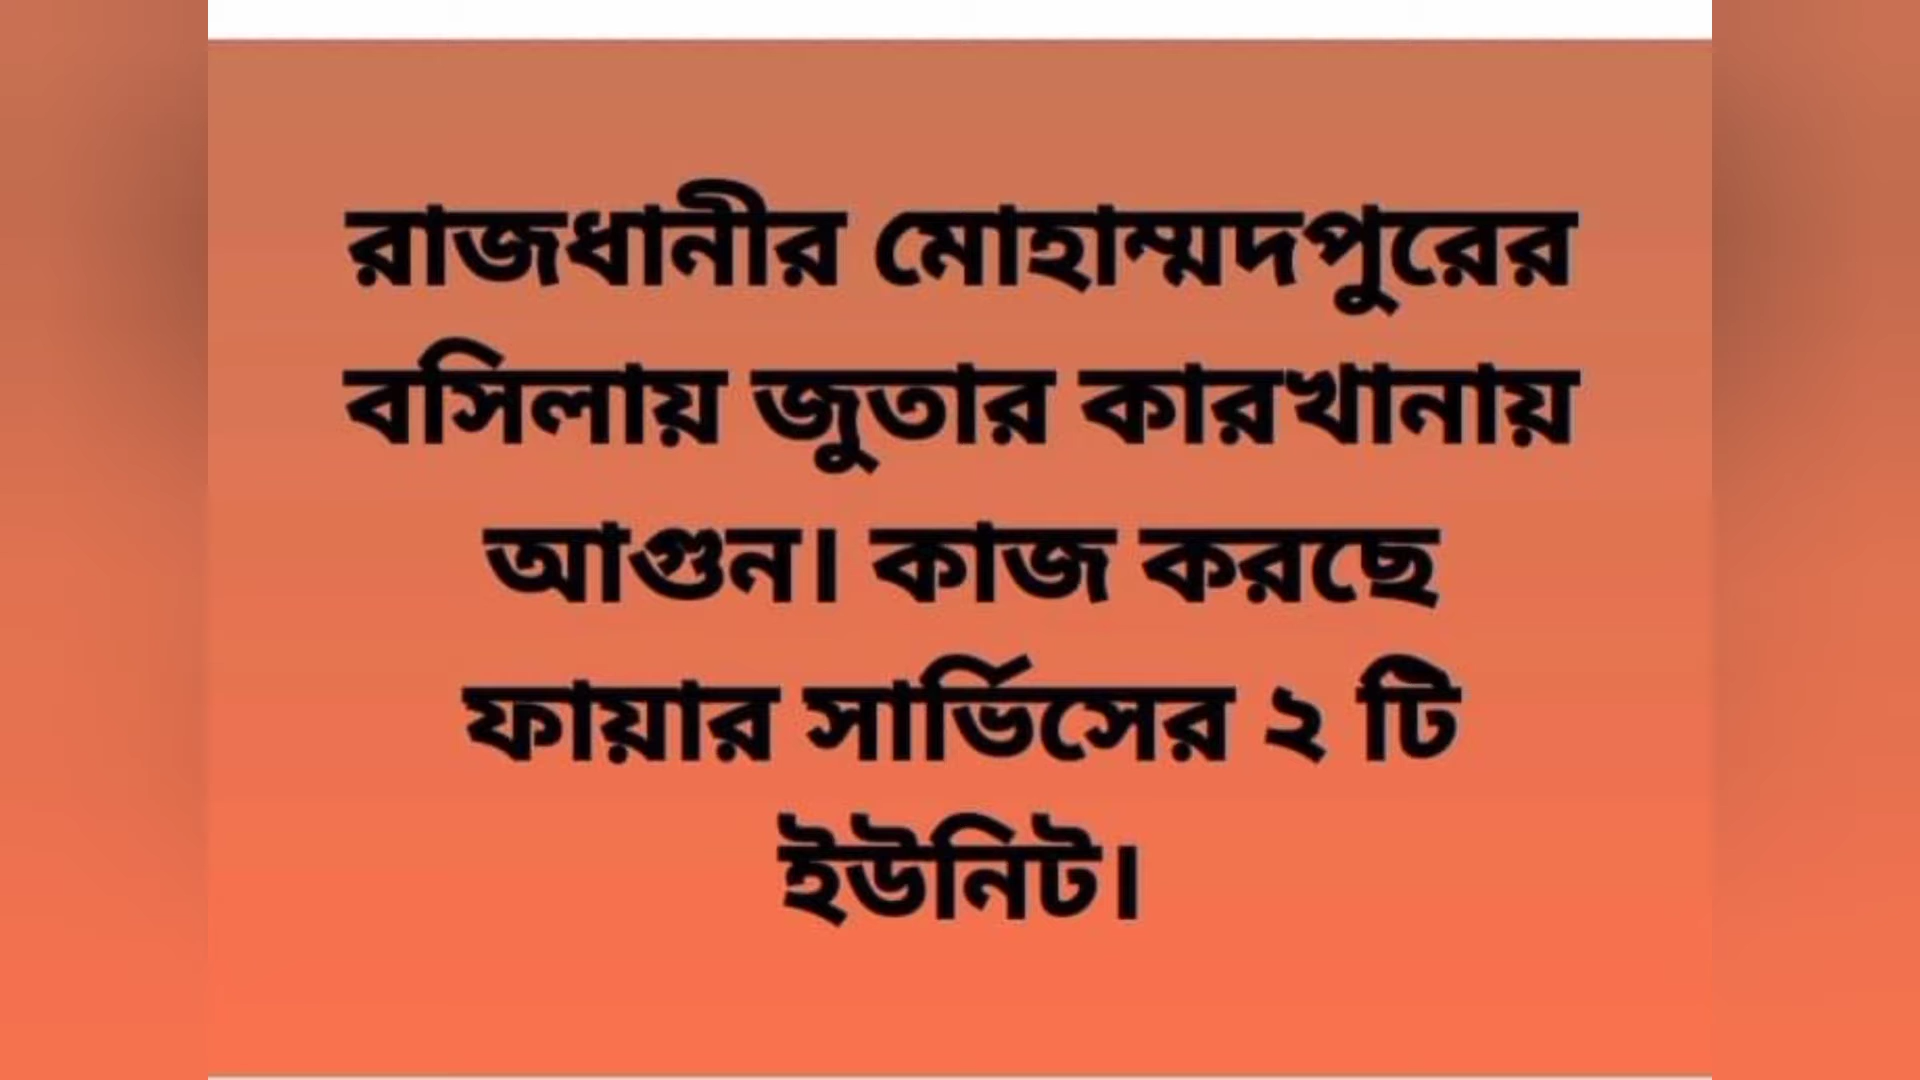 রাজধানীর মোহাম্মদপুরের
বসিলায় জুতার কারখানায়
আগুন। কাজ করছে
ফায়ার সার্ভিসের ২ টি
ইউনিট।